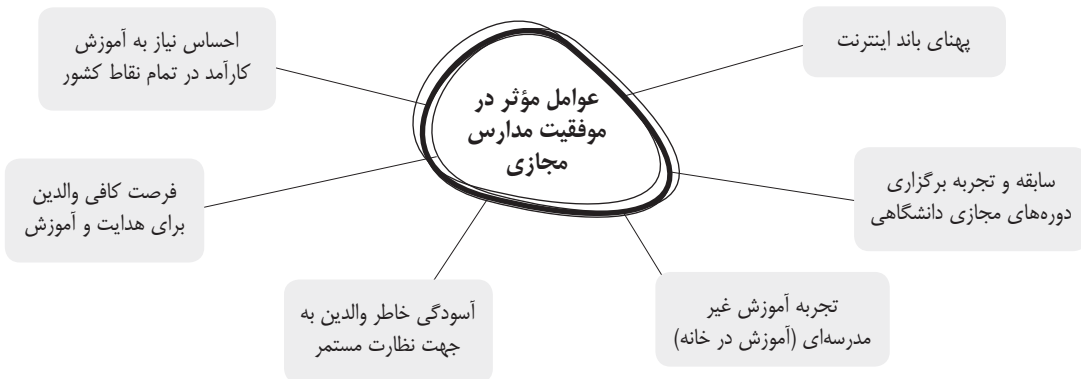 عوامل مؤثر در
موفقیت مدارس
مجازی
پهنای باند اینترنت
سابقه و تجربه برگزاری
دوره‌های مجازی دانشگاهی
تجربه آموزش غیر
مدرسه‌ای (آموزش در خانه)
آسودگی خاطر والدین به
جهت نظارت مستمر
فرصت کافی والدین
برای هدایت و آموزش
احساس نیاز به آموزش
کارآمد در تمام نقاط کشور